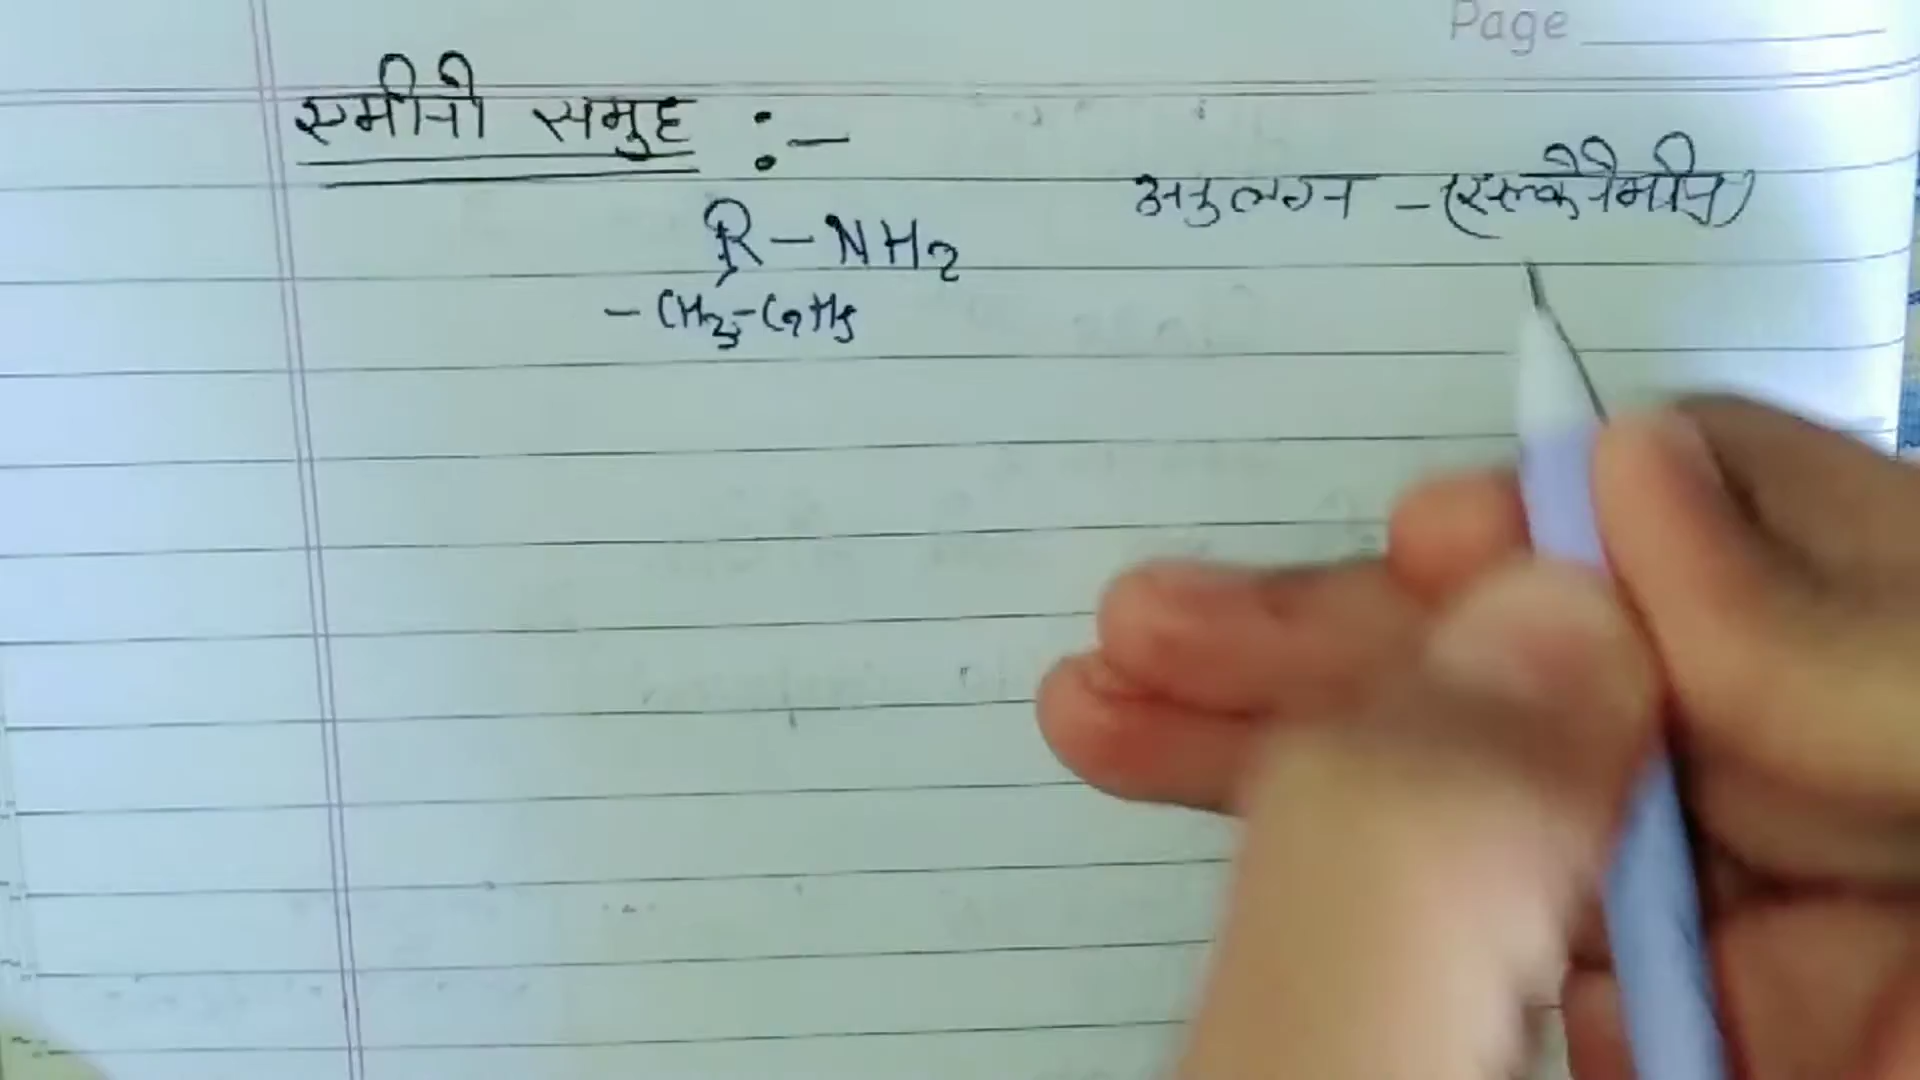 Page
एमीनो समुह :-
अनुलग्न - (एल्केनेमीन)
R-NH2
- CH3, -C2H5